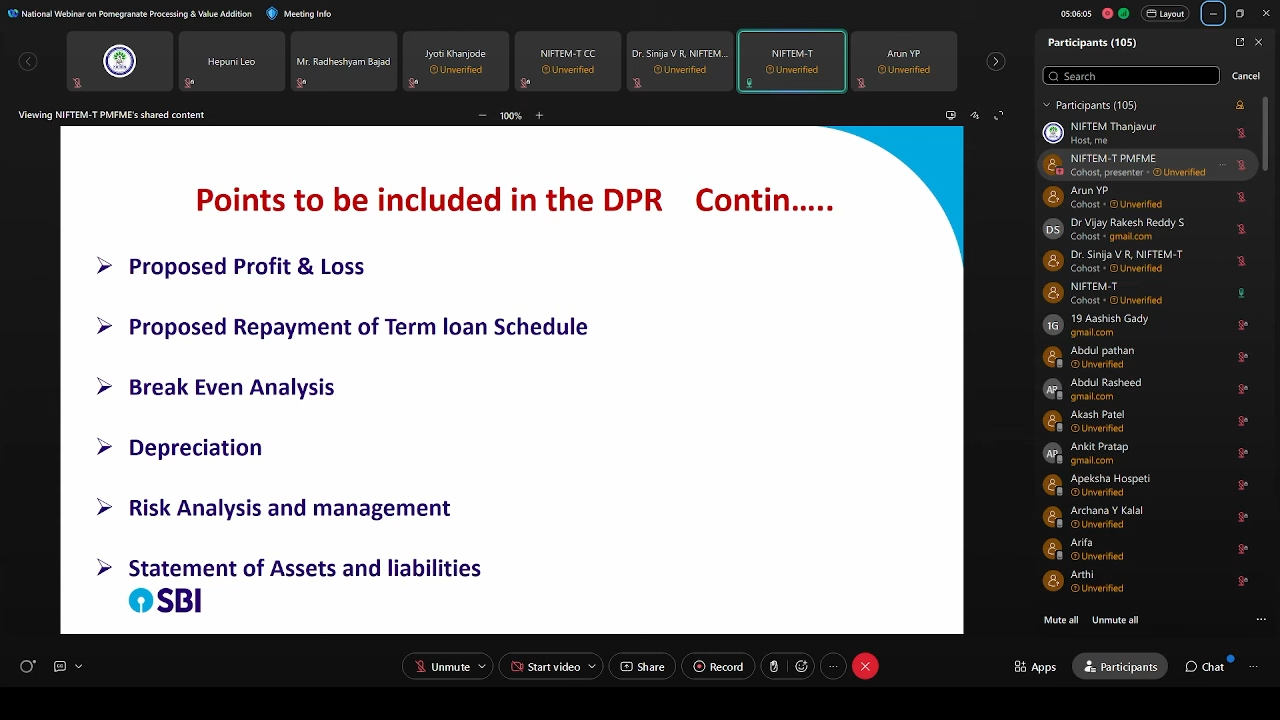 National Webinar on Pomegranate Processing & Value Addition
Meeting Info
05:06:05
Layout
Hepuni Leo
Mr. Radheshyam Bajad
Jyoti Khanjode
Unverified
NIFTEM-T CC
Unverified
Dr. Sinija V R, NIFTEM...
Unverified
NIFTEM-T
Unverified
Arun YP
Unverified
Viewing NIFTEM-T PMFME's shared content
100%
Points to be included in the DPR Contin.....
Proposed Profit & Loss
Proposed Repayment of Term loan Schedule
Break Even Analysis
Depreciation
Risk Analysis and management
Statement of Assets and liabilities
SBI
Participants (105)
Search
Cancel
Participants (105)
NIFTEM Thanjavur
Host, me
NIFTEM-T PMFME
Cohost, presenter • Unverified
Arun YP
Cohost • Unverified
DS
Dr Vijay Rakesh Reddy S
Cohost • gmail.com
Dr. Sinija V R, NIFTEM-T
Cohost • Unverified
NIFTEM-T
Cohost • Unverified
1G
19 Aashish Gady
gmail.com
Abdul pathan
Unverified
AR
Abdul Rasheed
gmail.com
Akash Patel
Unverified
AP
Ankit Pratap
gmail.com
Apeksha Hospeti
Unverified
Archana Y Kalal
Unverified
Arifa
Unverified
Arthi
Unverified
Mute all
Unmute all
Unmute
Start video
Share
Record
Apps
Participants
Chat